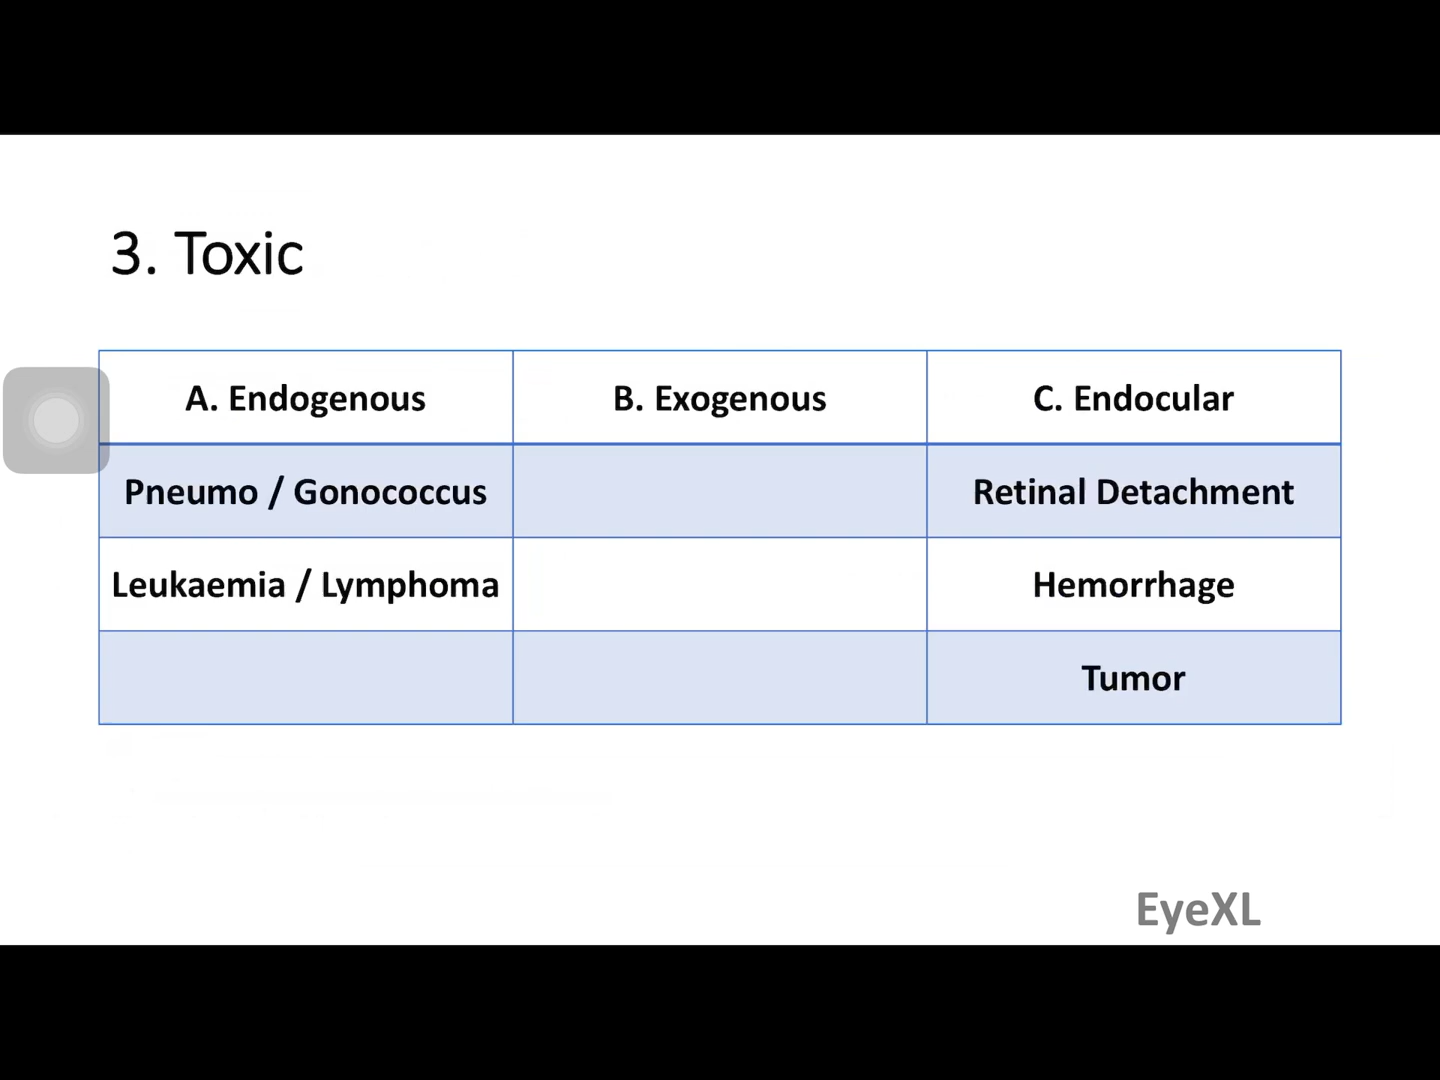 3. Toxic
A. Endogenous B. Exogenous C. Endocular
Pneumo / Gonococcus Retinal Detachment
Leukaemia / Lymphoma Hemorrhage
Tumor
EyeXL